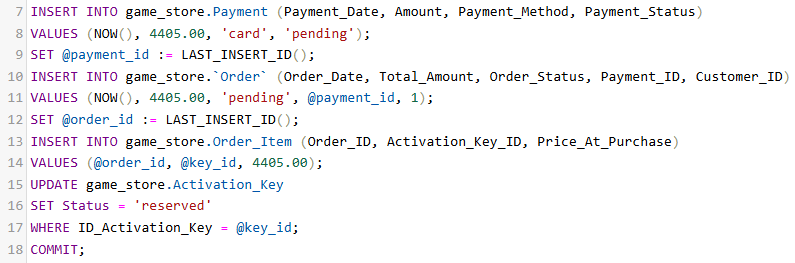 7 INSERT INTO game_store.Payment (Payment_Date, Amount, Payment_Method, Payment_Status)
8 VALUES (NOW(), 4405.00, 'card', 'pending');
9 SET @payment_id := LAST_INSERT_ID();
10 INSERT INTO game_store.`Order` (Order_Date, Total_Amount, Order_Status, Payment_ID, Customer_ID)
11 VALUES (NOW(), 4405.00, 'pending', @payment_id, 1);
12 SET @order_id := LAST_INSERT_ID();
13 INSERT INTO game_store.Order_Item (Order_ID, Activation_Key_ID, Price_At_Purchase)
14 VALUES (@order_id, @key_id, 4405.00);
15 UPDATE game_store.Activation_Key
16 SET Status = 'reserved'
17 WHERE ID_Activation_Key = @key_id;
18 COMMIT;